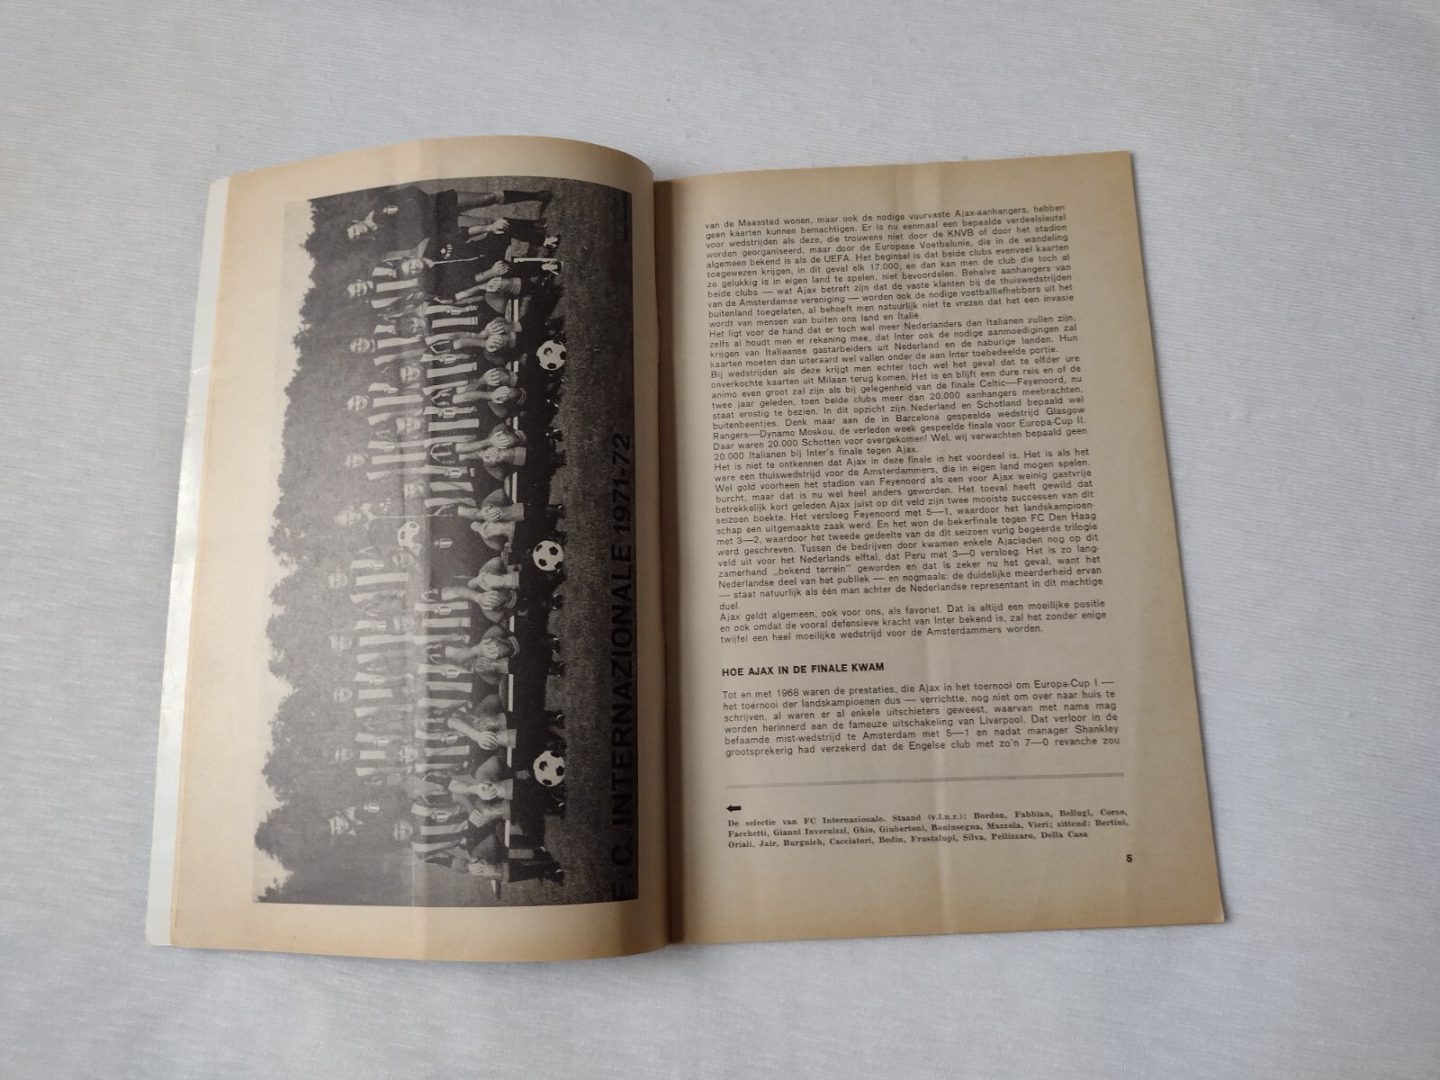 F.C. INTERNAZIONALE 1971-72
van de Maasstad wonen, maar ook de nodige vuurvaste Ajax-aanhangers, hebben
geen kaarten kunnen bemachtigen. Er is nu eenmaal een bepaalde verdeelsleutel
voor wedstrijden als deze, die trouwens niet door de KNVB of door het stadion
worden georganiseerd, maar door de Europese Voetbalunie, die in de wandeling
algemeen bekend is als de UEFA. Het beginsel is dat beide clubs evenveel kaarten
toegewezen krijgen, in dit geval elk 17.000, en dan kan men de club die toch al
zo gelukkig is in eigen land te spelen, niet bevoordelen. Behalve aanhangers van
beide clubs — wat Ajax betreft zijn dat de vaste klanten bij de thuiswedstrijden
van de Amsterdamse vereniging — worden ook de nodige voetballiefhebbers uit het
buitenland toegelaten, al behoeft men natuurlijk niet te vrezen dat het een invasie
wordt van mensen van buiten ons land en Italië.
Het ligt voor de hand dat er toch wel meer Nederlanders dan Italianen zullen zijn,
zelfs al houdt men er rekening mee, dat Inter ook de nodige aanmoedigingen zal
krijgen van Italiaanse gastarbeiders uit Nederland en de naburige landen. Hun
kaarten moeten dan uiteraard wel vallen onder de aan Inter toebedeelde portie.
Bij wedstrijden als deze krijgt men echter toch wel het geval dat te elfder ure
onverkochte kaarten uit Milaan terug komen. Het is en blijft een dure reis en of de
animo even groot zal zijn als bij gelegenheid van de finale Celtic—Feyenoord, nu
twee jaar geleden, toen beide clubs meer dan 20.000 aanhangers meebrachten,
staat ernstig te bezien. In dit opzicht zijn Nederland en Schotland bepaald wel
buitenbeentjes. Denk maar aan de in Barcelona gespeelde wedstrijd Glasgow
Rangers—Dynamo Moskou, de verleden week gespeelde finale voor Europa-Cup II.
Daar waren 20.000 Schotten voor overgekomen! Wel, wij verwachten bepaald geen
20.000 Italianen bij Inter's finale tegen Ajax.
Het is niet te ontkennen dat Ajax in deze finale in het voordeel is. Het is als het
ware een thuiswedstrijd voor de Amsterdammers, die in eigen land mogen spelen.
Wel gold voorheen het stadion van Feyenoord als een voor Ajax weinig gastvrije
burcht, maar dat is nu wel heel anders geworden. Het toeval heeft gewild dat
betrekkelijk kort geleden Ajax juist op dit veld zijn twee mooiste successen van dit
seizoen boekte. Het versloeg Feyenoord met 5—1, waardoor het landskampioen-
schap een uitgemaakte zaak werd. En het won de bekerfinale tegen FC Den Haag
met 3—2, waardoor het tweede gedeelte van de dit seizoen vurig begeerde trilogie
werd geschreven. Tussen de bedrijven door kwamen enkele Ajacieden nog op dit
veld uit voor het Nederlands elftal, dat Peru met 3—0 versloeg. Het is zo lang-
zamerhand „bekend terrein" geworden en dat is zeker nu het geval, want het
Nederlandse deel van het publiek — en nogmaals: de duidelijke meerderheid ervan
— staat natuurlijk als één man achter de Nederlandse representant in dit machtige
duel.
Ajax geldt algemeen, ook voor ons, als favoriet. Dat is altijd een moeilijke positie
en ook omdat de vooral defensieve kracht van Inter bekend is, zal het zonder enige
twijfel een heel moeilijke wedstrijd voor de Amsterdammers worden.
HOE AJAX IN DE FINALE KWAM
Tot en met 1968 waren de prestaties, die Ajax in het toernooi om Europa-Cup I —
het toernooi der landskampioenen dus — verrichtte, nog niet om over naar huis te
schrijven, al waren er al enkele uitschieters geweest, waarvan met name mag
worden herinnerd aan de fameuze uitschakeling van Liverpool. Dat verloor in de
befaamde mist-wedstrijd te Amsterdam met 5—1 en nadat manager Shankley
grootsprekerig had verzekerd dat de Engelse club met zo'n 7—0 revanche zou
De selectie van FC Internazionale. Staand (v.l.n.r.): Bordon, Fabbian, Bellugi, Corso,
Facchetti, Gianni Invernizzi, Ghio, Giubertoni, Boninsegna, Mazzola, Vieri; zittend: Bertini,
Oriali, Jair, Burgnich, Cacciatori, Bedin, Frustalupi, Silva, Pellizzaro, Della Casa
5